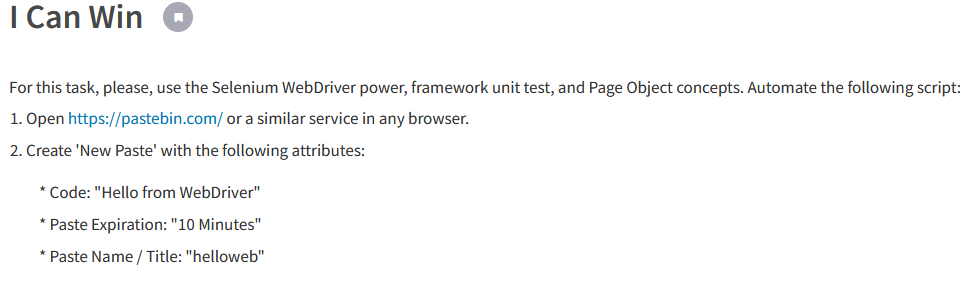 I Can Win
For this task, please, use the Selenium WebDriver power, framework unit test, and Page Object concepts. Automate the following script:
1. Open https://pastebin.com/ or a similar service in any browser.
2. Create 'New Paste' with the following attributes:
* Code: "Hello from WebDriver"
* Paste Expiration: "10 Minutes"
* Paste Name / Title: "helloweb"